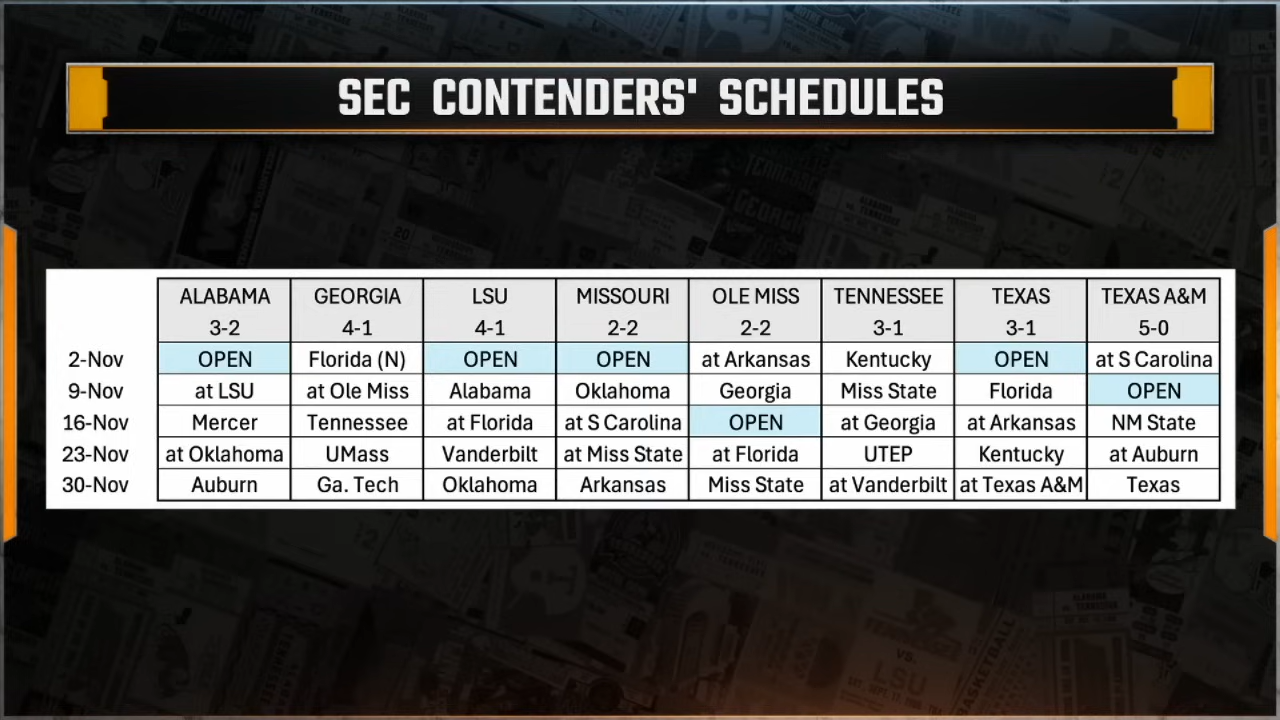 SEC CONTENDERS' SCHEDULES
ALABAMA GEORGIA LSU MISSOURI OLE MISS TENNESSEE TEXAS TEXAS A&M
3-2 4-1 4-1 2-2 2-2 3-1 3-1 5-0
2-Nov OPEN Florida (N) OPEN OPEN at Arkansas Kentucky OPEN at S Carolina
9-Nov at LSU at Ole Miss Alabama Oklahoma Georgia Miss State Florida OPEN
16-Nov Mercer Tennessee at Florida at S Carolina OPEN at Georgia at Arkansas NM State
23-Nov at Oklahoma UMass Vanderbilt at Miss State at Florida UTEP Kentucky at Auburn
30-Nov Auburn Ga. Tech Oklahoma Arkansas Miss State at Vanderbilt at Texas A&M Texas